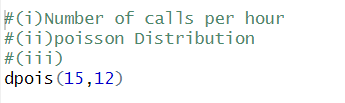 #(i)Number of calls per hour
#(ii)poisson Distribution
#(iii)
dpois(15,12)